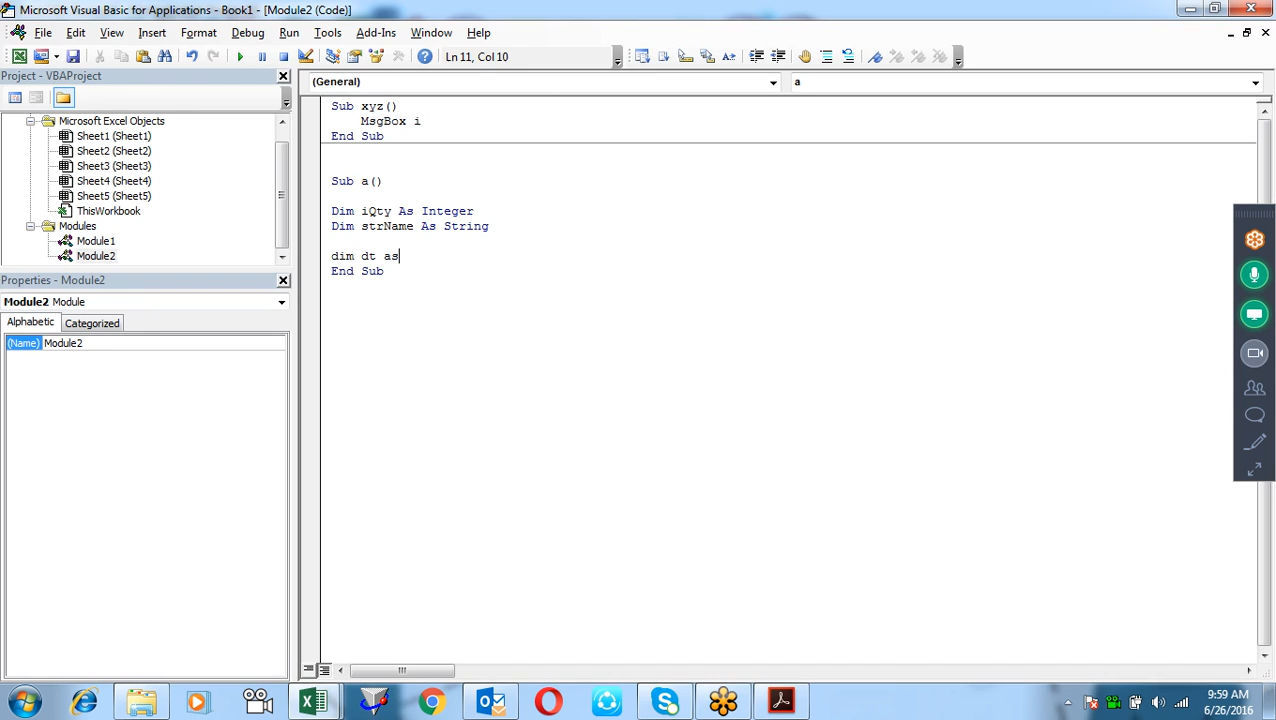 Microsoft Visual Basic for Applications - Book1 - [Module2 (Code)]
File Edit View Insert Format Debug Run Tools Add-Ins Window Help
Ln 11, Col 10
Project - VBAProject
(General)
a
Microsoft Excel Objects
Sheet1 (Sheet1)
Sheet2 (Sheet2)
Sheet3 (Sheet3)
Sheet4 (Sheet4)
Sheet5 (Sheet5)
ThisWorkbook
Modules
Module1
Module2
Properties - Module2
Module2 Module
Alphabetic Categorized
(Name) Module2
Sub xyz()
MsgBox i
End Sub
Sub a()
Dim iQty As Integer
Dim strName As String
dim dt as
End Sub
9:59 AM
6/26/2016